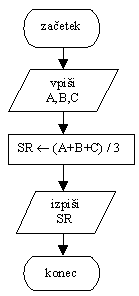 začetek
vpiši
A,B,C
SR ← (A+B+C) / 3
izpiši
SR
konec